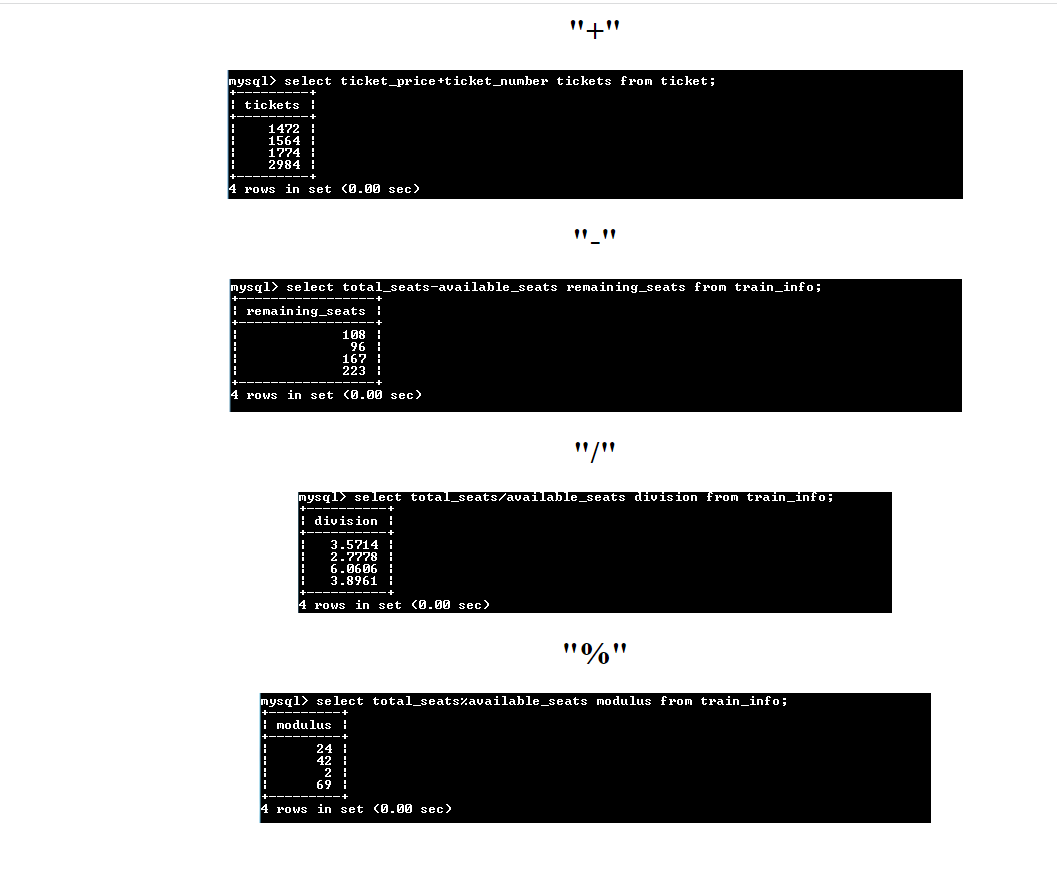 "+"
mysql> select ticket_price+ticket_number tickets from ticket;
+---------+
| tickets |
+---------+
|    1472 |
|    1564 |
|    1774 |
|    2984 |
+---------+
4 rows in set (0.00 sec)
"-"
mysql> select total_seats-available_seats remaining_seats from train_info;
+-----------------+
| remaining_seats |
+-----------------+
|             108 |
|              96 |
|             167 |
|             223 |
+-----------------+
4 rows in set (0.00 sec)
"/"
mysql> select total_seats/available_seats division from train_info;
+----------+
| division |
+----------+
|   3.5714 |
|   2.7778 |
|   6.0606 |
|   3.8961 |
+----------+
4 rows in set (0.00 sec)
"%"
mysql> select total_seats%available_seats modulus from train_info;
+---------+
| modulus |
+---------+
|      24 |
|      42 |
|       2 |
|      69 |
+---------+
4 rows in set (0.00 sec)